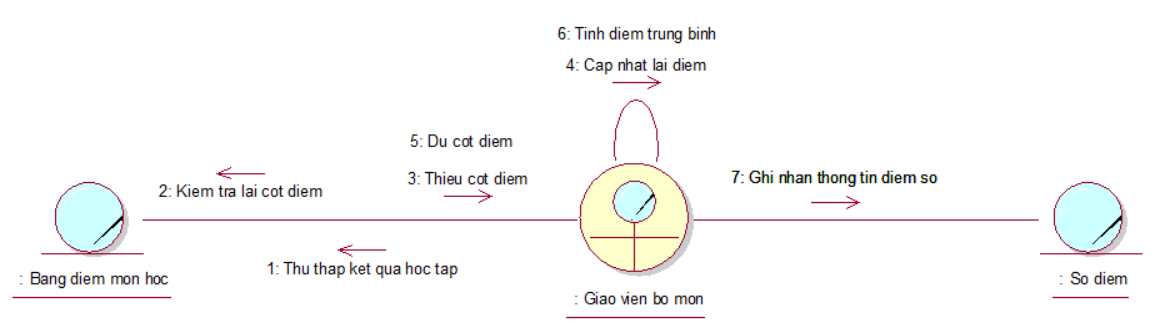 6: Tinh diem trung binh
4: Cap nhat lai diem
5: Du cot diem
3: Thieu cot diem
2: Kiem tra lai cot diem
7: Ghi nhan thong tin diem so
1: Thu thap ket qua hoc tap
: Bang diem mon hoc
: Giao vien bo mon
: So diem